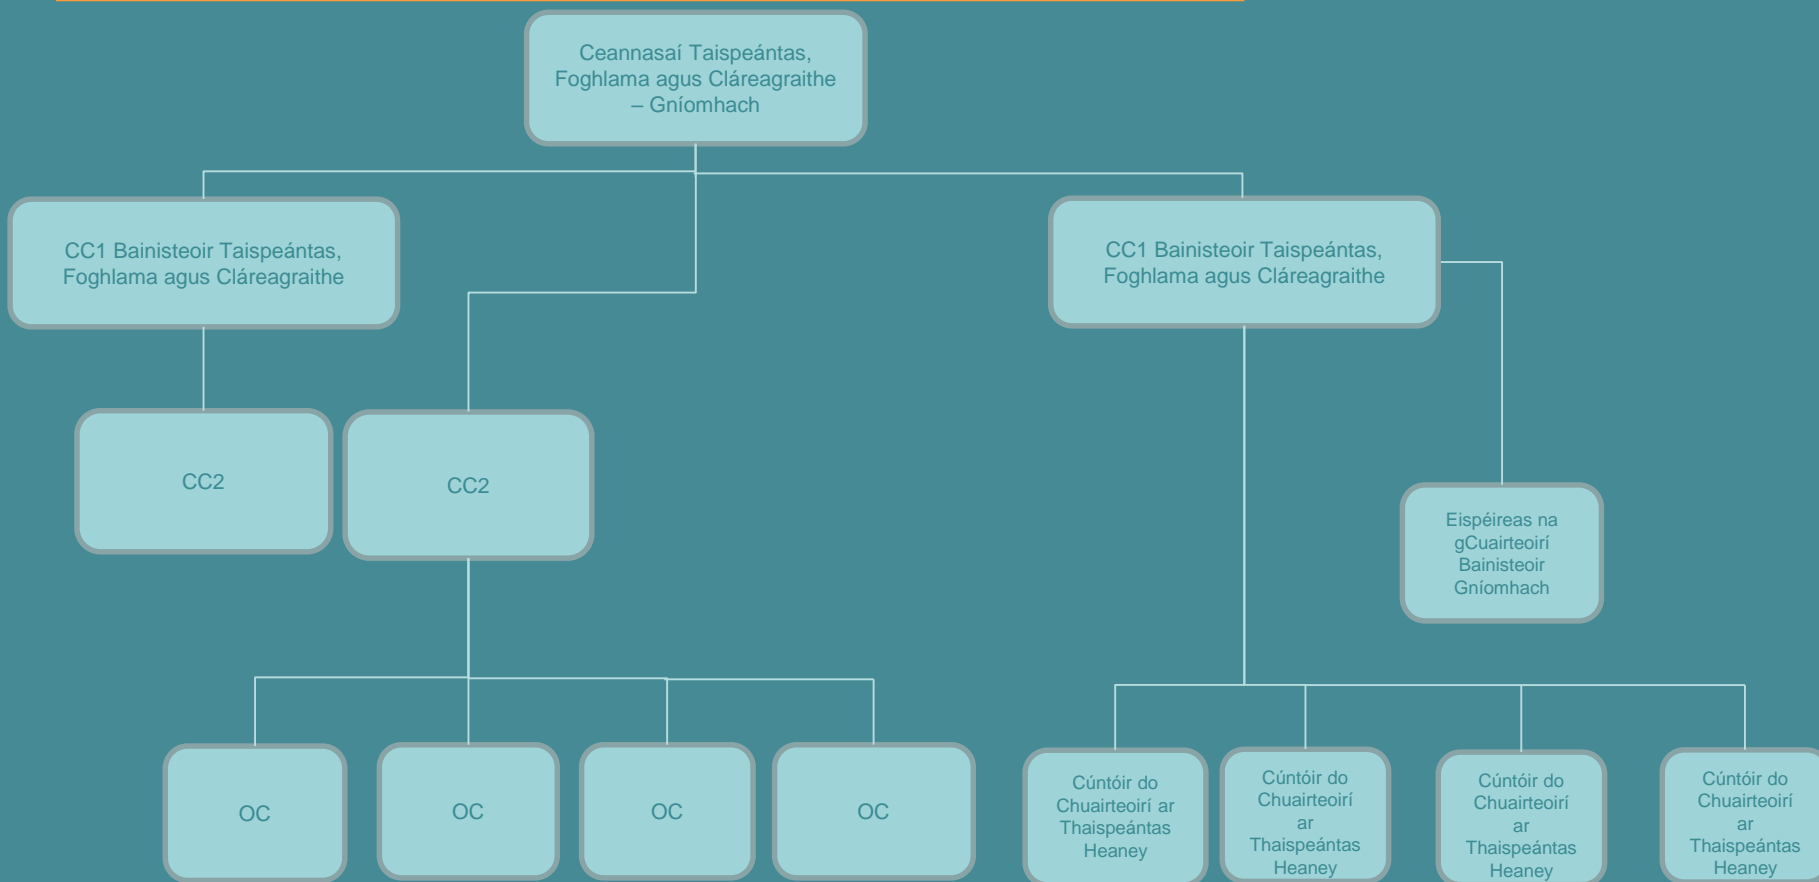 Ceannasaí Taispeántas,
Foghlama agus Cláreagraithe
– Gníomhach
CC1 Bainisteoir Taispeántas,
Foghlama agus Cláreagraithe
CC1 Bainisteoir Taispeántas,
Foghlama agus Cláreagraithe
CC2
CC2
Eispéireas na
gCuairteoirí
Bainisteoir
Gníomhach
OC
OC
OC
OC
Cúntóir do
Chuairteoirí ar
Thaispeántas
Heaney
Cúntóir do
Chuairteoirí
ar
Thaispeántas
Heaney
Cúntóir do
Chuairteoirí
ar
Thaispeántas
Heaney
Cúntóir do
Chuairteoirí
ar
Thaispeántas
Heaney